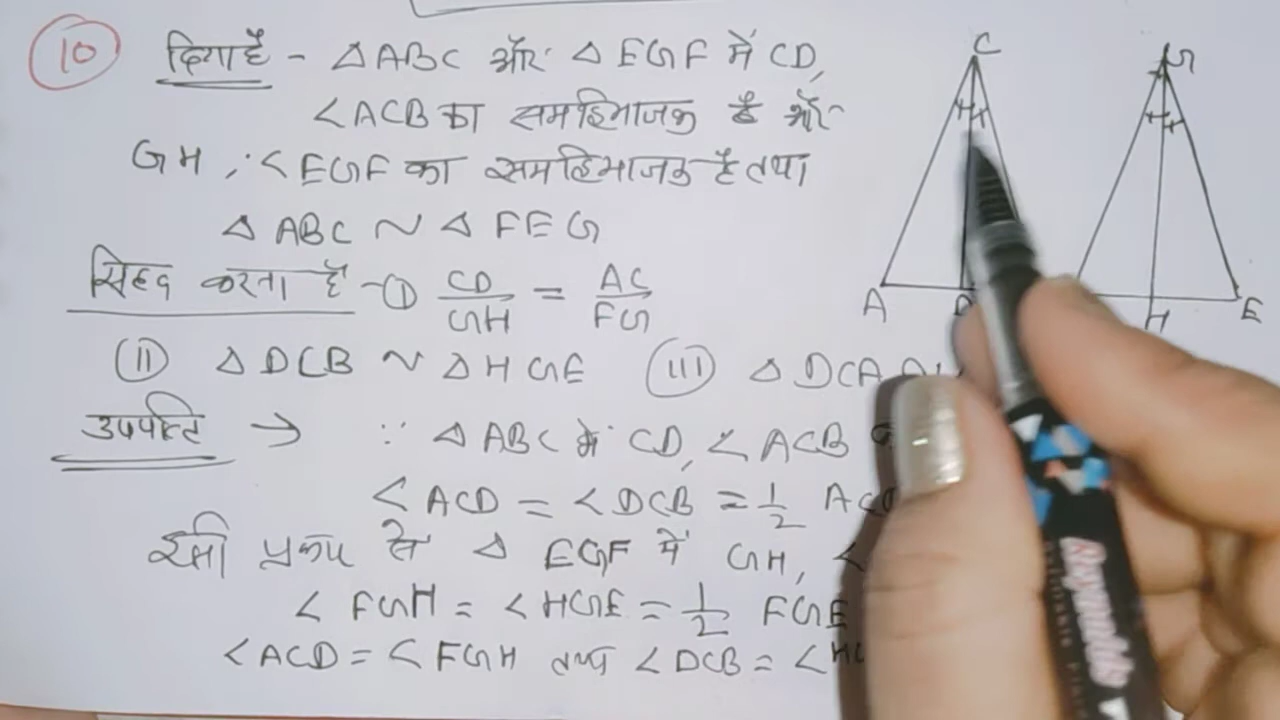 10 दिया है - △ABC और △EGF में CD,
<ACB का समद्विभाजक है और
GH, <EGF का समद्विभाजक है तथा
△ABC ~ △FEG
सिद्ध करना है - (i) CD/GH = AC/FG
(ii) △DCB ~ △HGE (iii) △DCA
उपपत्ति → ∵ △ABC में CD, <ACB
<ACD = <DCB = 1/2
इसी प्रकार से △EGF में GH, <
<FGH = <HGE = 1/2 FGE
<ACD = <FGH तथा <DCB =
C
G
A
H
E
Reynolds